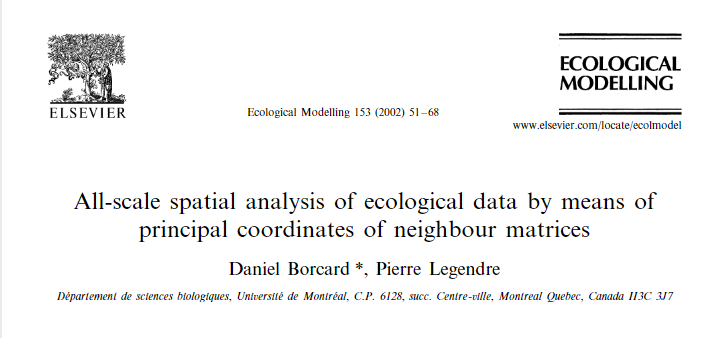 ELSEVIER
Ecological Modelling 153 (2002) 51–68
ECOLOGICAL
MODELLING
www.elsevier.com/locate/ecolmodel
All-scale spatial analysis of ecological data by means of
principal coordinates of neighbour matrices
Daniel Borcard *, Pierre Legendre
Département de sciences biologiques, Université de Montréal, C.P. 6128, succ. Centre-ville, Montreal Quebec, Canada H3C 3J7